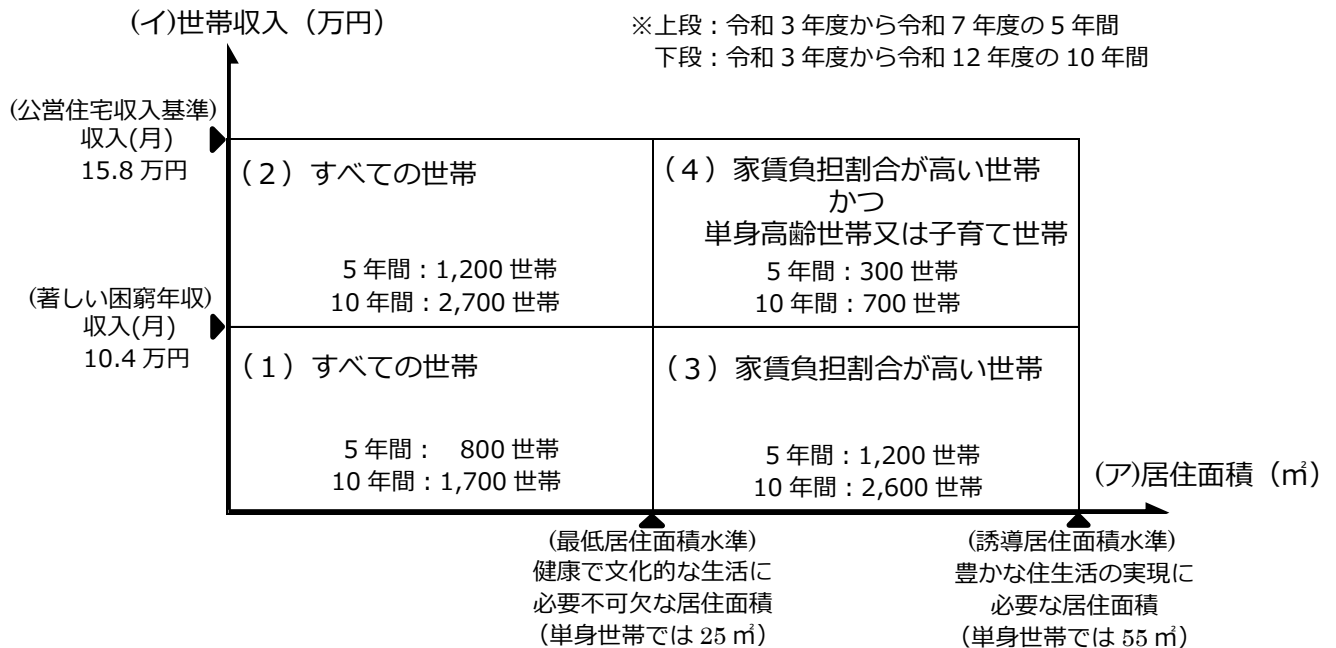 (イ)世帯収入（万円）
※上段：令和 3 年度から令和 7 年度の 5 年間
下段：令和 3 年度から令和 12 年度の 10 年間
(公営住宅収入基準)
収入(月)
15.8 万円
（2）すべての世帯
5 年間：1,200 世帯
10 年間：2,700 世帯
（4）家賃負担割合が高い世帯
かつ
単身高齢世帯又は子育て世帯
5 年間：300 世帯
10 年間：700 世帯
(著しい困窮年収)
収入(月)
10.4 万円
（1）すべての世帯
5 年間：　800 世帯
10 年間：1,700 世帯
（3）家賃負担割合が高い世帯
5 年間：1,200 世帯
10 年間：2,600 世帯
(ア)居住面積（㎡）
(最低居住面積水準)
健康で文化的な生活に
必要不可欠な居住面積
（単身世帯では 25 ㎡）
(誘導居住面積水準)
豊かな住生活の実現に
必要な居住面積
（単身世帯では 55 ㎡）